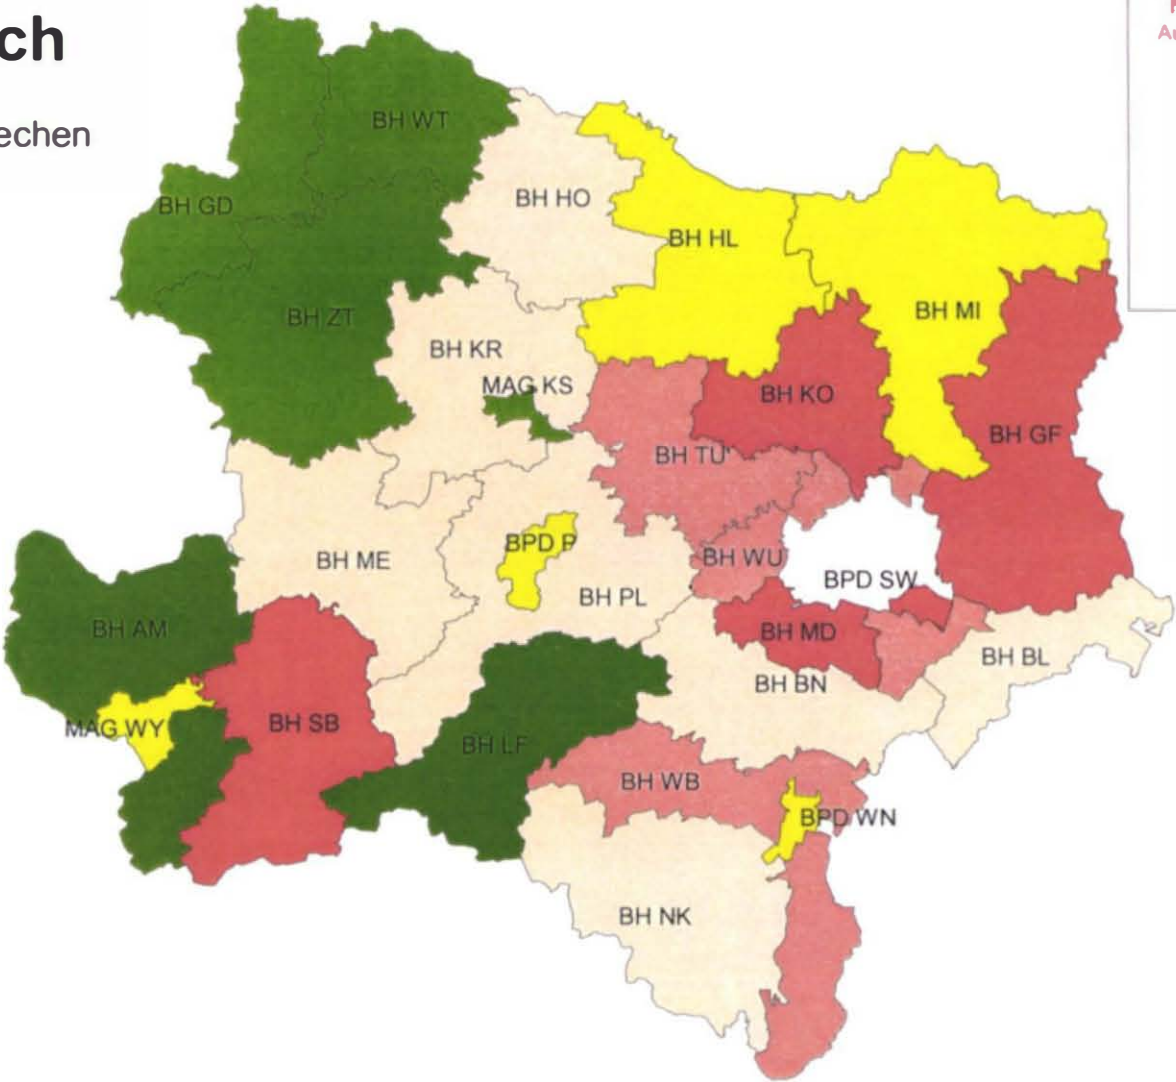 ch
echen
BH WT
BH GD
BH HO
BH HL
BH ZT
BH MI
BH KR
MAG KS
BH KO
BH GF
BH TU
BPD P
BH ME
BH WU
BPD SW
BH PL
BH AM
BH MD
BH BL
BH BN
MAG WY
BH SB
BH LF
BH WB
BPD WN
BH NK